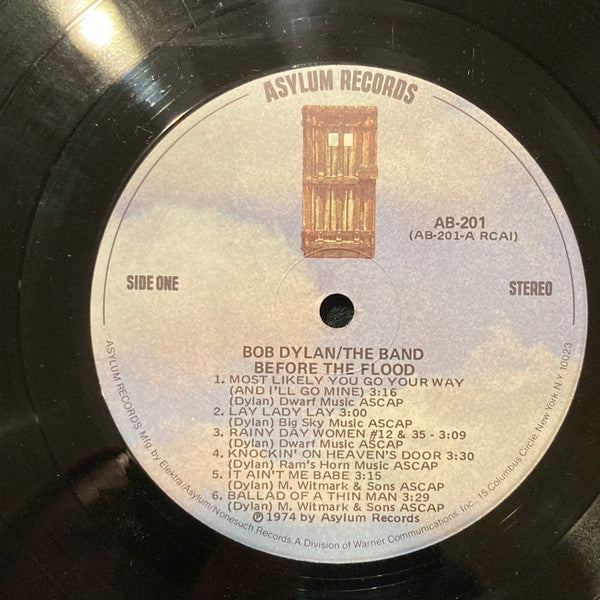 ASYLUM RECORDS
AB-201
(AB-201-A RCAI)
SIDE ONE
STEREO
BOB DYLAN/THE BAND
BEFORE THE FLOOD
1. MOST LIKELY YOU GO YOUR WAY
(AND I'LL GO MINE) 3:16
(Dylan) Dwarf Music ASCAP
2. LAY LADY LAY 3:00
(Dylan) Big Sky Music ASCAP
3. RAINY DAY WOMEN #12 & 35 - 3:09
(Dylan) Dwarf Music ASCAP
4. KNOCKIN' ON HEAVEN'S DOOR 3:30
(Dylan) Ram's Horn Music ASCAP
5. IT AIN'T ME BABE 3:15
(Dylan) M. Witmark & Sons ASCAP
6. BALLAD OF A THIN MAN 3:29
(Dylan) M. Witmark & Sons ASCAP
℗ 1974 by Asylum Records
ASYLUM RECORDS Mfg by Elektra/Asylum/Nonesuch Records. A Division of Warner Communications, Inc. 15 Columbus Circle, New York, N.Y. 10023